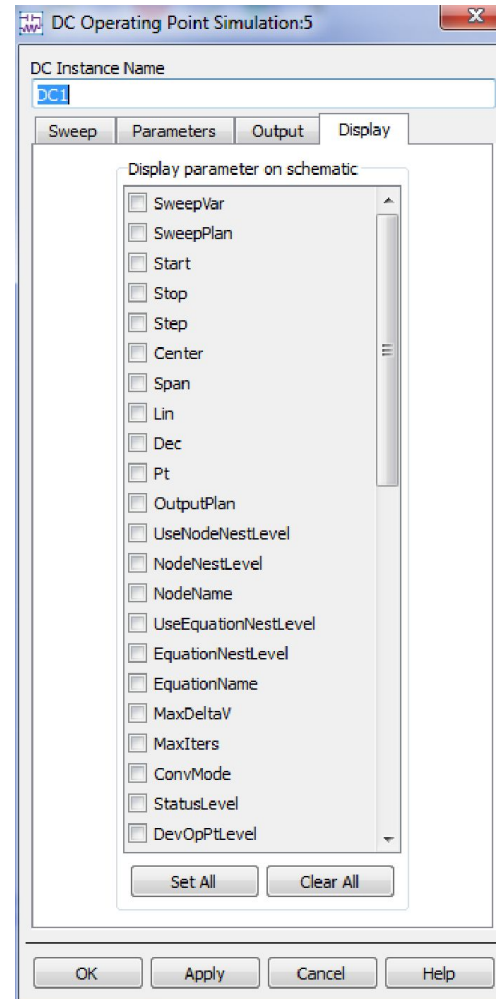 DC Operating Point Simulation:5
DC Instance Name
DC1
Sweep Parameters Output Display
Display parameter on schematic
SweepVar
SweepPlan
Start
Stop
Step
Center
Span
Lin
Dec
Pt
OutputPlan
UseNodeNestLevel
NodeNestLevel
NodeName
UseEquationNestLevel
EquationNestLevel
EquationName
MaxDeltaV
MaxIters
ConvMode
StatusLevel
DevOpPtLevel
Set All Clear All
OK Apply Cancel Help